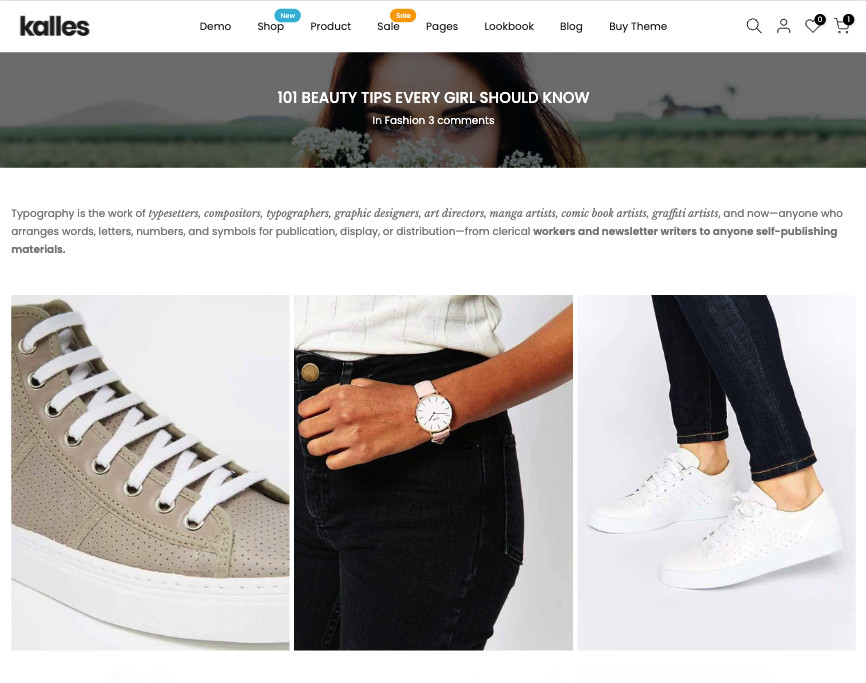 kalles
Demo
New
Shop
Product
Sale
Sale
Pages
Lookbook
Blog
Buy Theme
0
1
101 BEAUTY TIPS EVERY GIRL SHOULD KNOW
In Fashion 3 comments
Typography is the work of typesetters, compositors, typographers, graphic designers, art directors, manga artists, comic book artists, graffiti artists, and now—anyone who
arranges words, letters, numbers, and symbols for publication, display, or distribution—from clerical workers and newsletter writers to anyone self-publishing
materials.